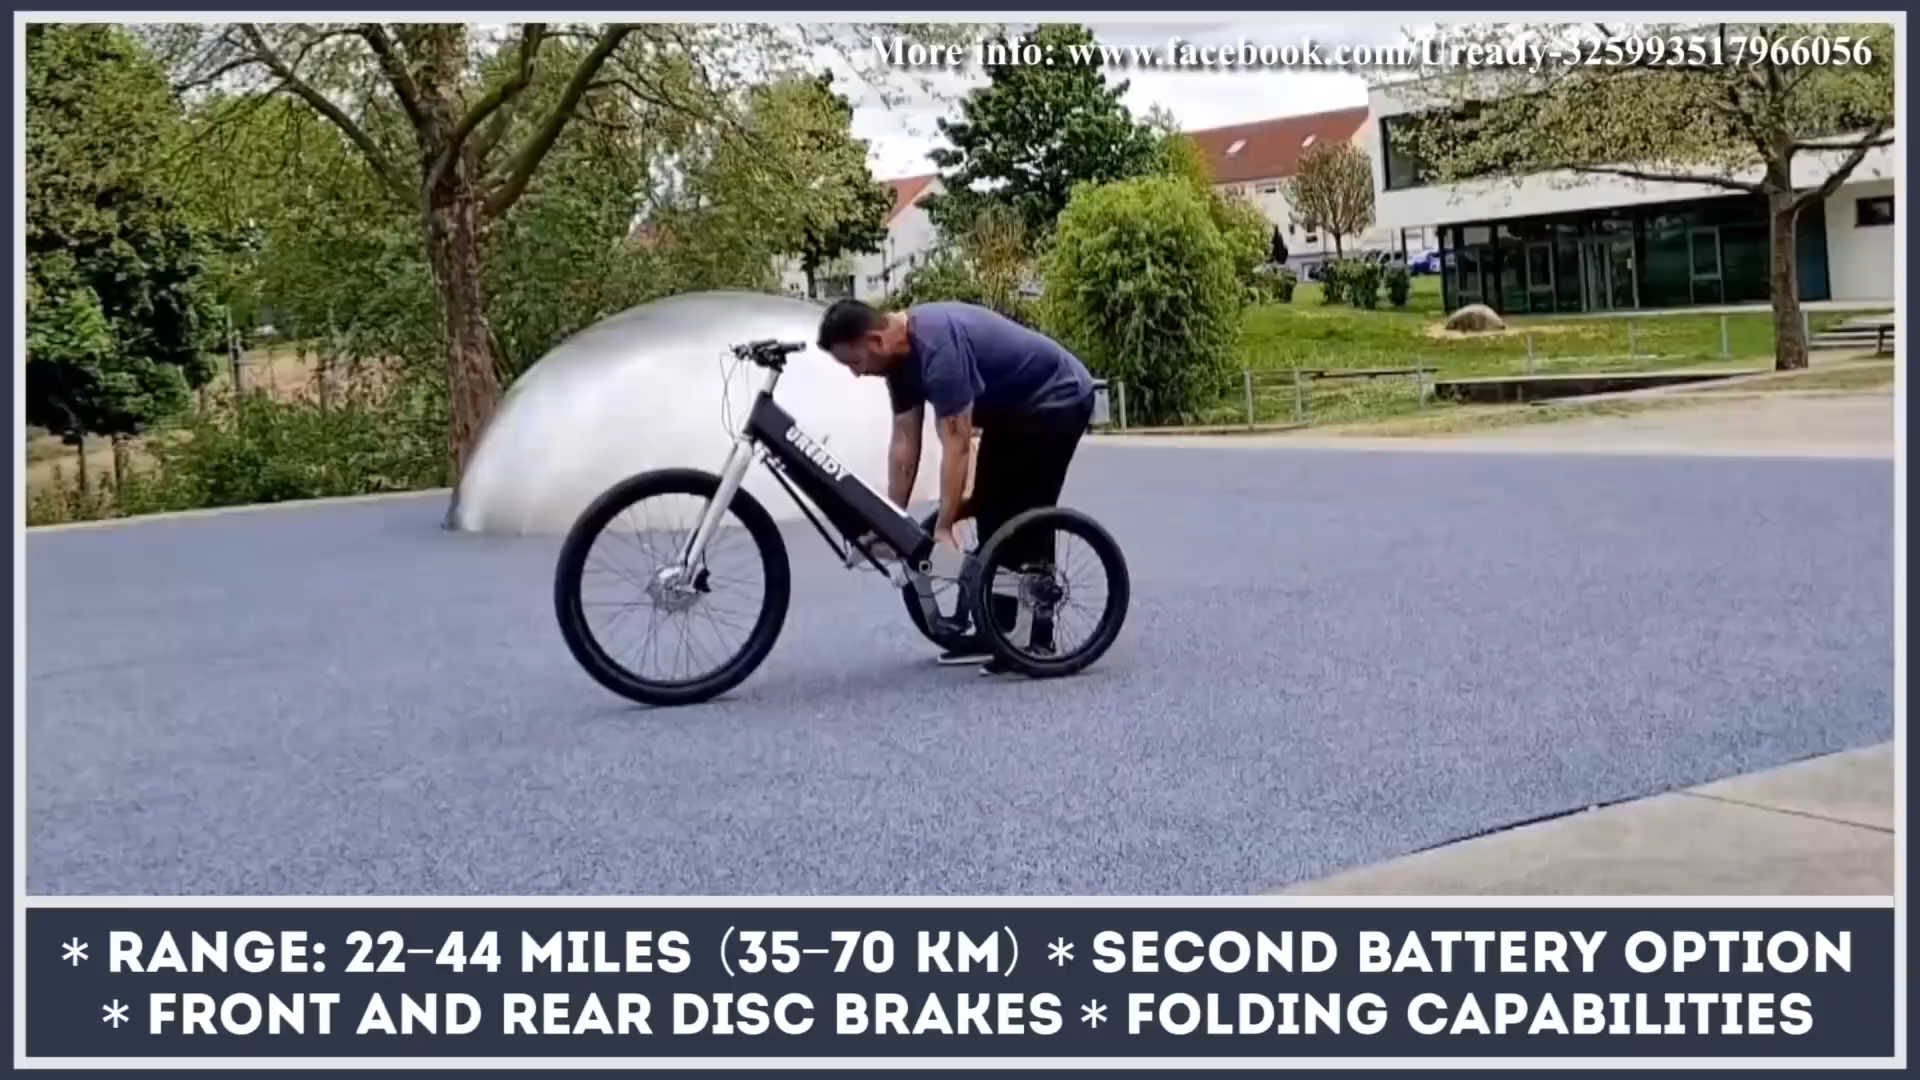 More info: www.facebook.com/Uready-325993517966056
UREADY
* RANGE: 22–44 MILES (35–70 KM) * SECOND BATTERY OPTION
* FRONT AND REAR DISC BRAKES * FOLDING CAPABILITIES